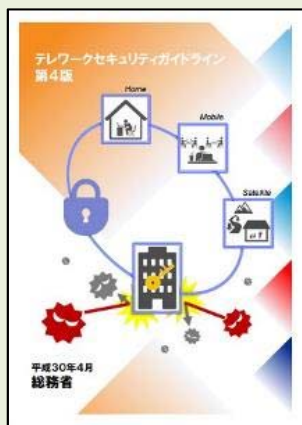 テレワークセキュリティガイドライン
第4版
Home
Mobile
Satellite
平成30年4月
総務省